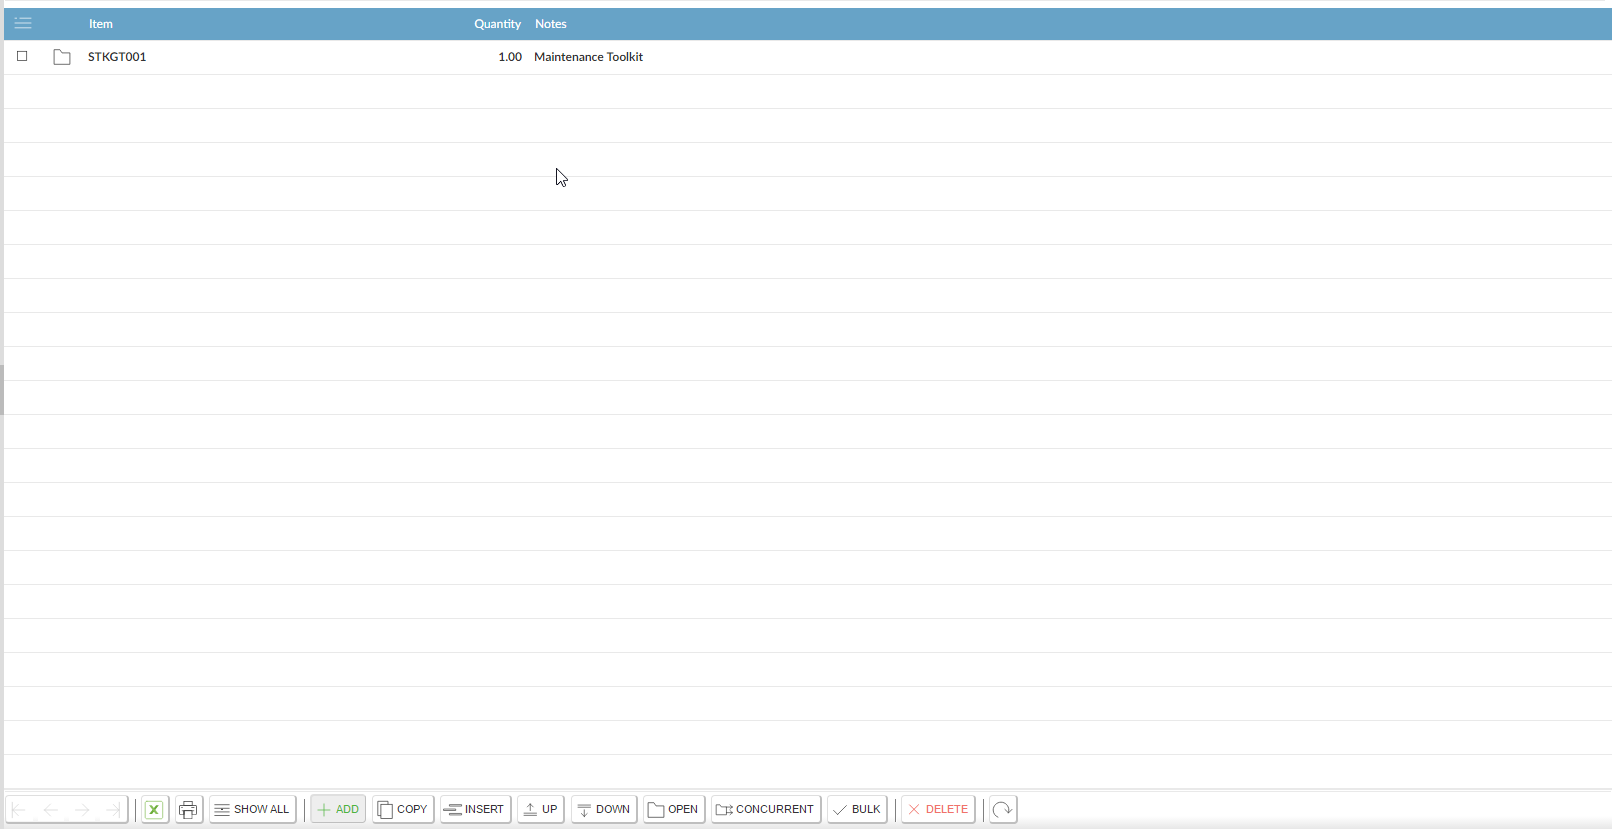 Item Quantity Notes
STKGT001 1.00 Maintenance Toolkit
SHOW ALL ADD COPY INSERT UP DOWN OPEN CONCURRENT BULK DELETE